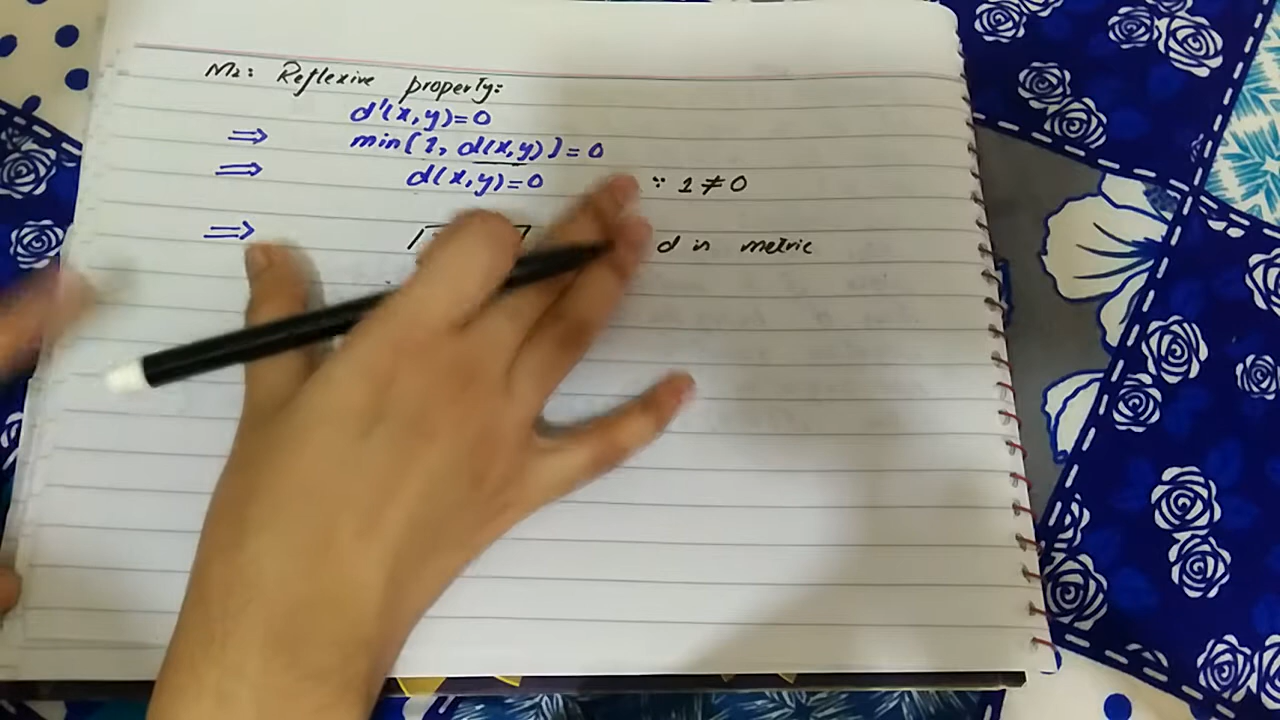 M2: Reflexive property:
d'(x,y)=0
⇒ min[1, d(x,y)]=0
⇒ d(x,y)=0 ∵ 1≠0
⇒ d is metric